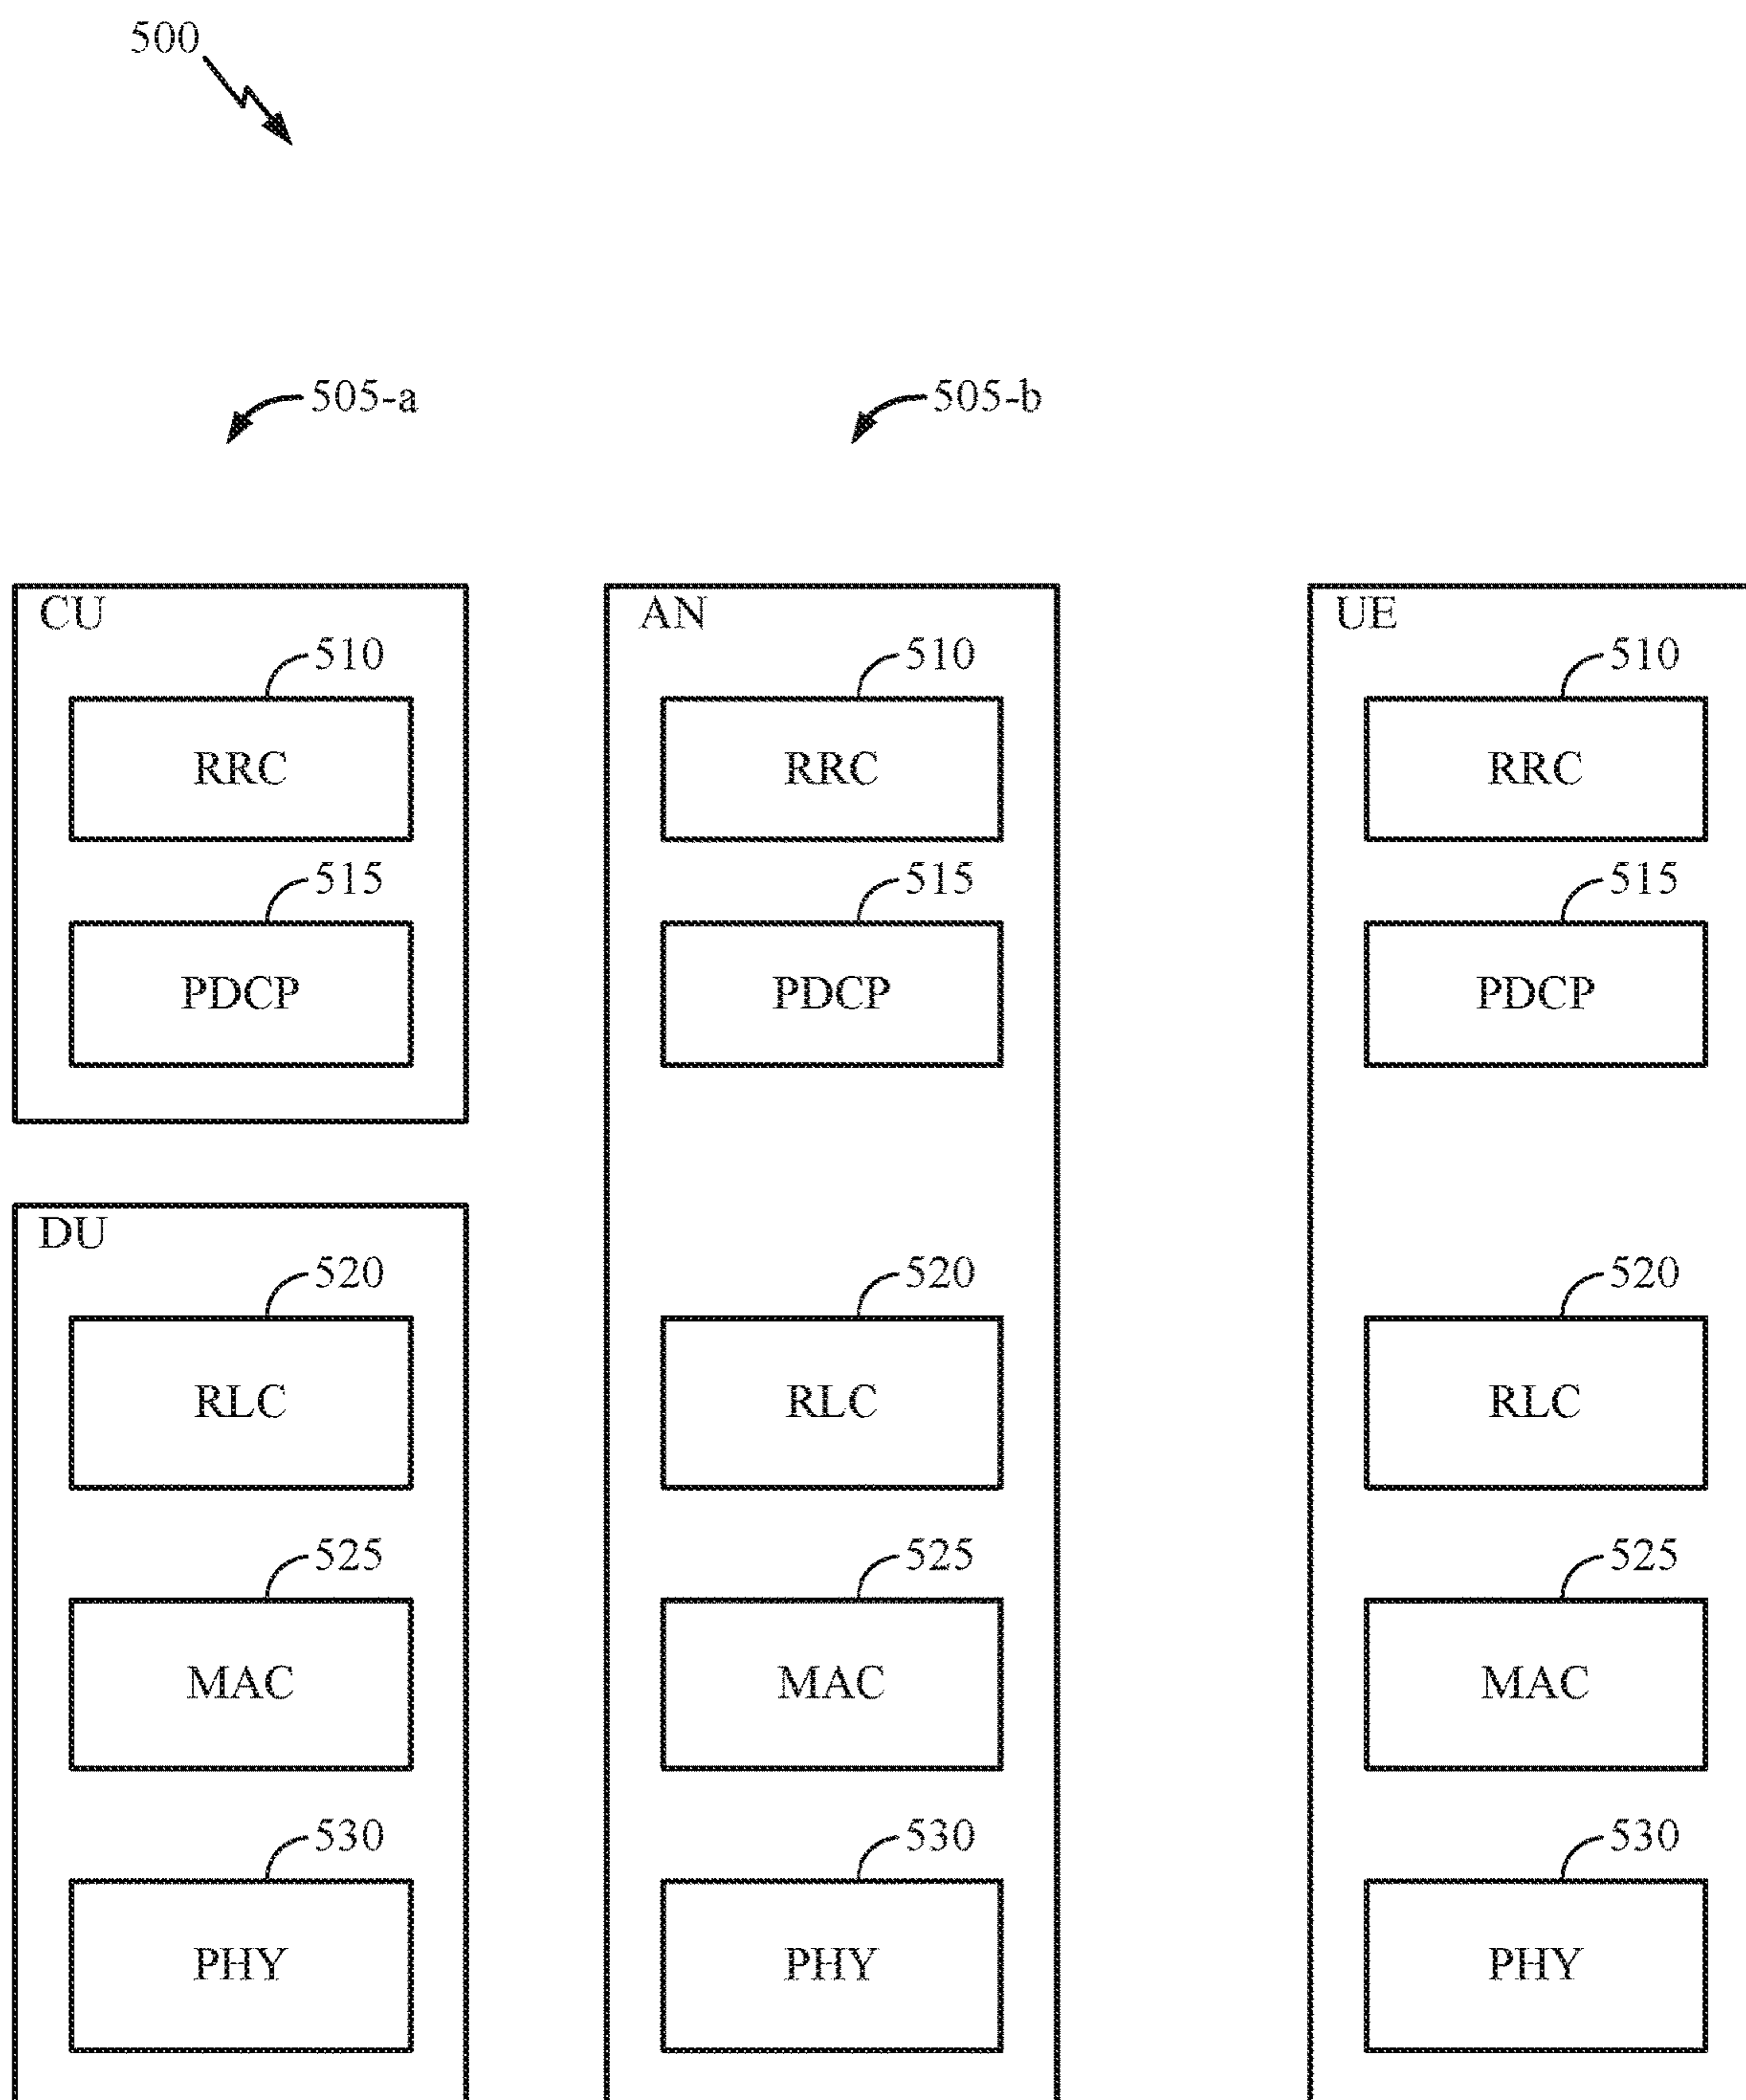 500
505-a 505-b
CU AN UE
510 510 510
RRC RRC RRC
515 515 515
PDCP PDCP PDCP
DU
520 520 520
RLC RLC RLC
525 525 525
MAC MAC MAC
530 530 530
PHY PHY PHY